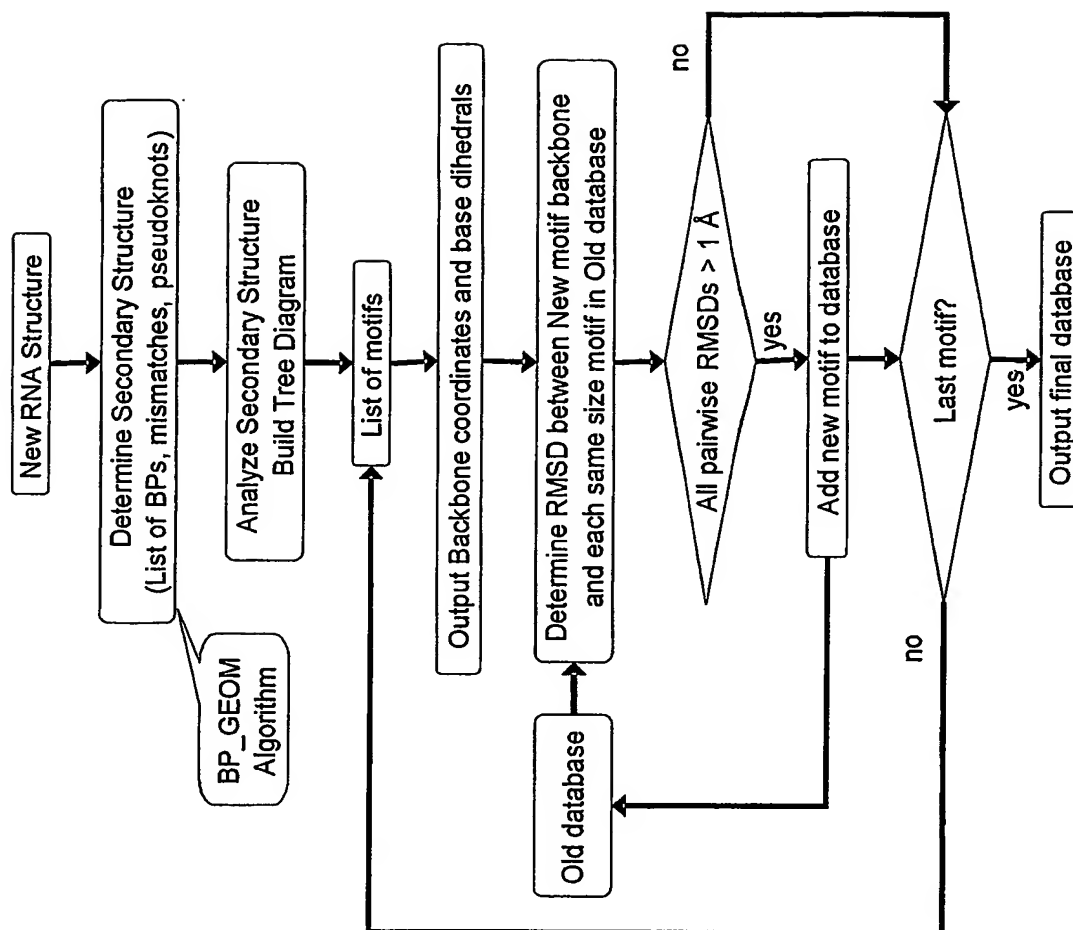 New RNA Structure
Determine Secondary Structure
(List of BPs, mismatches, pseudoknots)
BP_GEOM
Algorithm
Analyze Secondary Structure
Build Tree Diagram
List of motifs
Output Backbone coordinates and base dihedrals
Old database
Determine RMSD between New motif backbone
and each same size motif in Old database
All pairwise RMSDs > 1 Å
no
yes
Add new motif to database
Last motif?
no
yes
Output final database